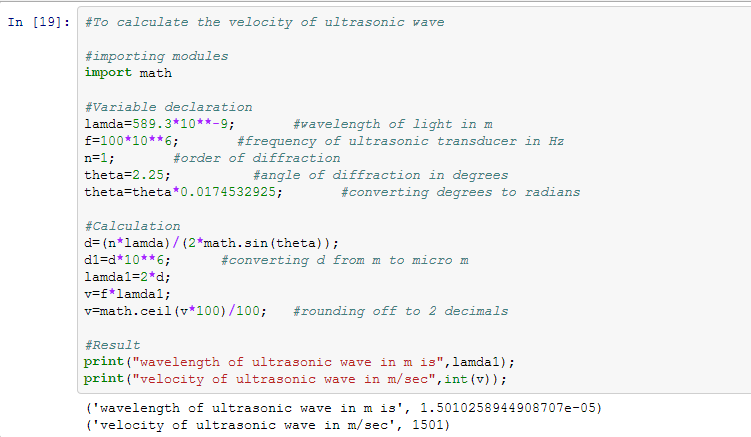 In [19]: #To calculate the velocity of ultrasonic wave
#importing modules
import math
#Variable declaration
lamda=589.3*10**-9;        #wavelength of light in m
f=100*10**6;        #frequency of ultrasonic transducer in Hz
n=1;        #order of diffraction
theta=2.25;        #angle of diffraction in degrees
theta=theta*0.0174532925;        #converting degrees to radians
#Calculation
d=(n*lamda)/(2*math.sin(theta));
d1=d*10**6;        #converting d from m to micro m
lamda1=2*d;
v=f*lamda1;
v=math.ceil(v*100)/100;    #rounding off to 2 decimals
#Result
print("wavelength of ultrasonic wave in m is",lamda1);
print("velocity of ultrasonic wave in m/sec",int(v));
('wavelength of ultrasonic wave in m is', 1.5010258944908707e-05)
('velocity of ultrasonic wave in m/sec', 1501)